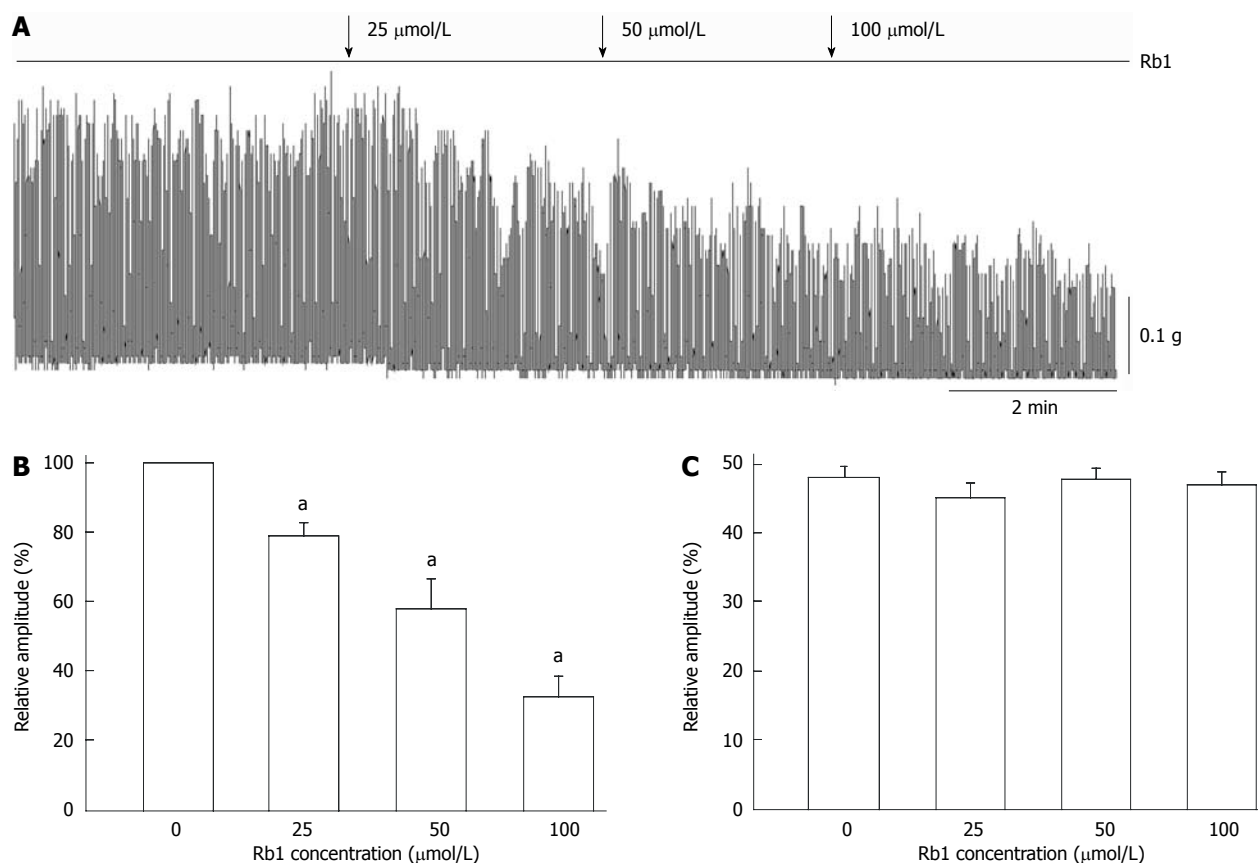 A
25 μmol/L 50 μmol/L 100 μmol/L
Rb1
0.1 g
2 min
B
Relative amplitude (%)
100
80
60
40
20
0
0 25 50 100
a
a
a
Rb1 concentration (μmol/L)
C
Relative amplitude (%)
50
40
30
20
10
0
0 25 50 100
Rb1 concentration (μmol/L)